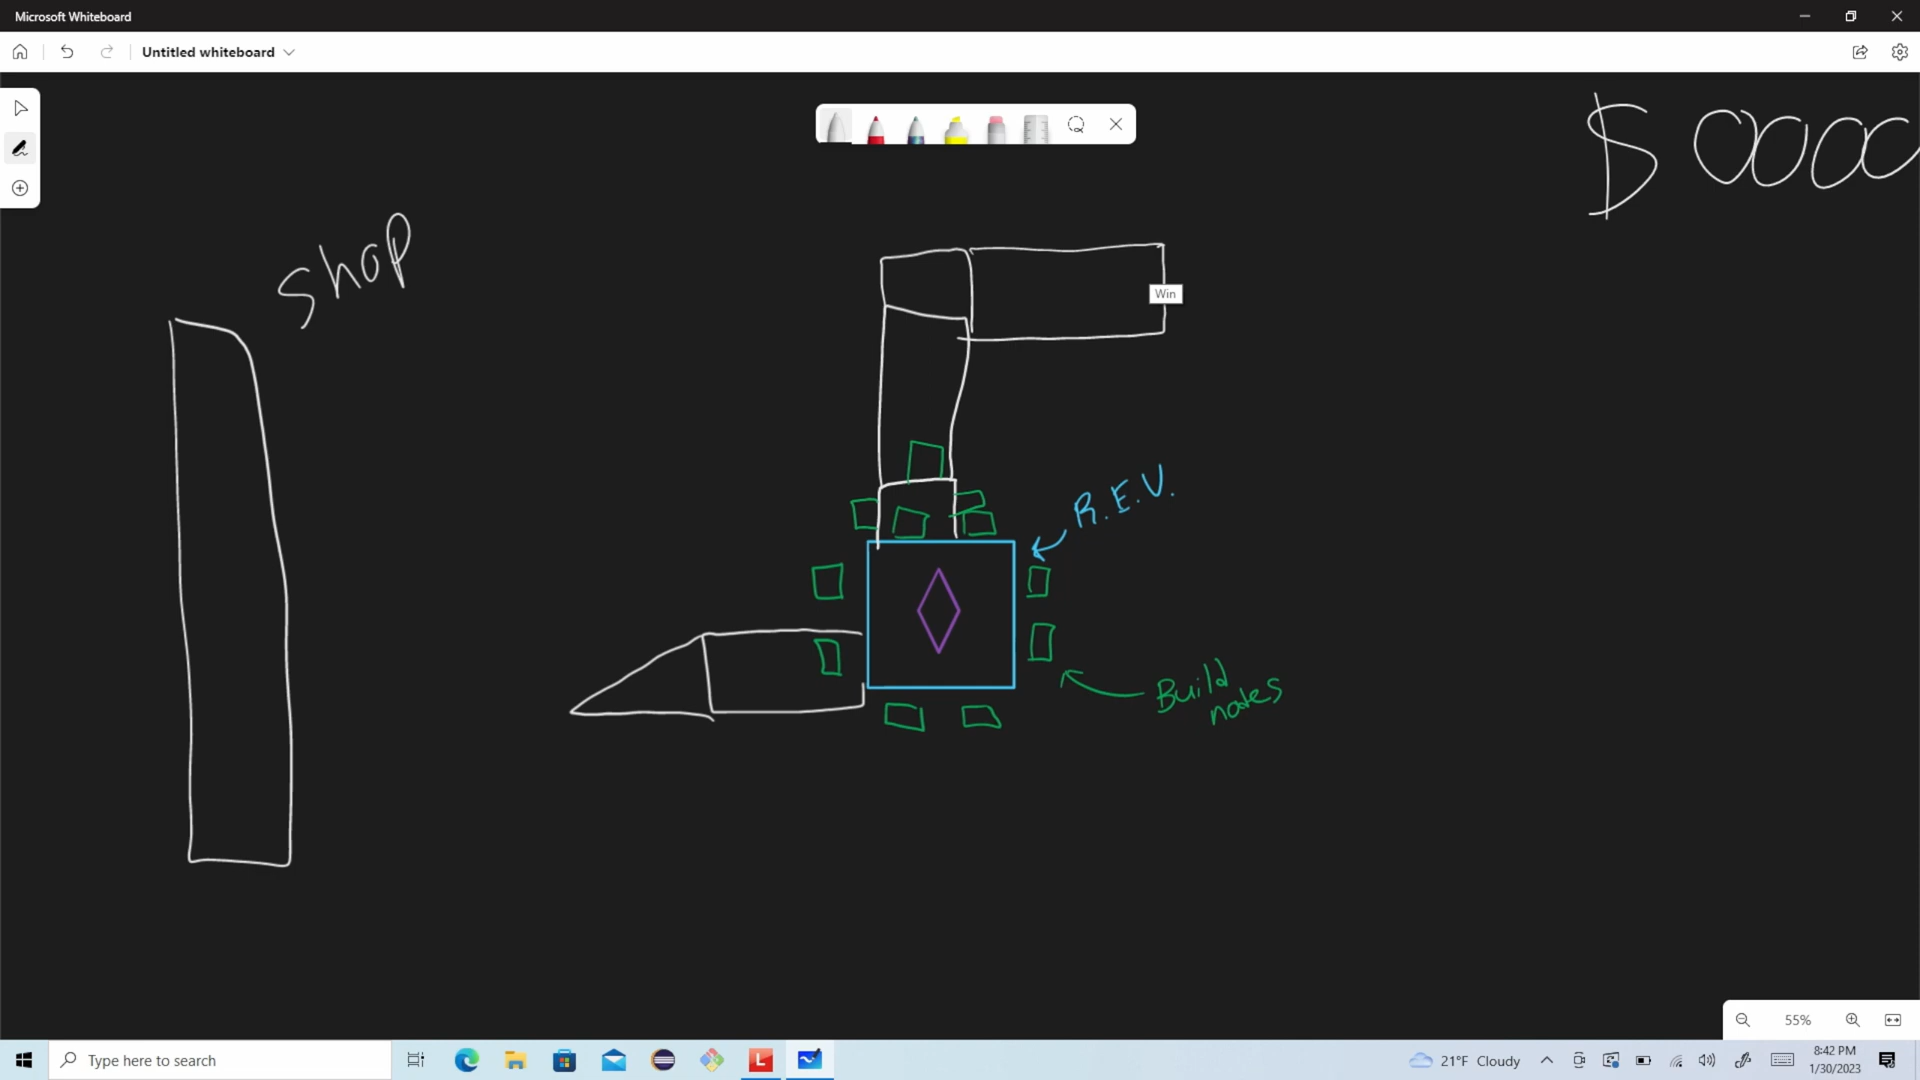 Microsoft Whiteboard
Untitled whiteboard
$ 0000
Shop
Win
R.E.V.
Build
nodes
55%
Type here to search
L
21°F Cloudy
8:42 PM
1/30/2023